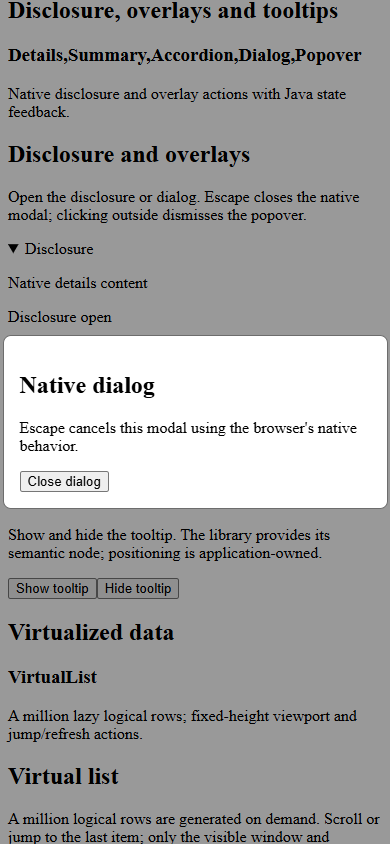 Disclosure, overlays and tooltips
Details,Summary,Accordion,Dialog,Popover
Native disclosure and overlay actions with Java state
feedback.
Disclosure and overlays
Open the disclosure or dialog. Escape closes the native
modal; clicking outside dismisses the popover.
▼ Disclosure
Native details content
Disclosure open
Native dialog
Escape cancels this modal using the browser's native
behavior.
Close dialog
Show and hide the tooltip. The library provides its
semantic node; positioning is application-owned.
Show tooltip Hide tooltip
Virtualized data
VirtualList
A million lazy logical rows; fixed-height viewport and
jump/refresh actions.
Virtual list
A million logical rows are generated on demand. Scroll or
jump to the last item; only the visible window and